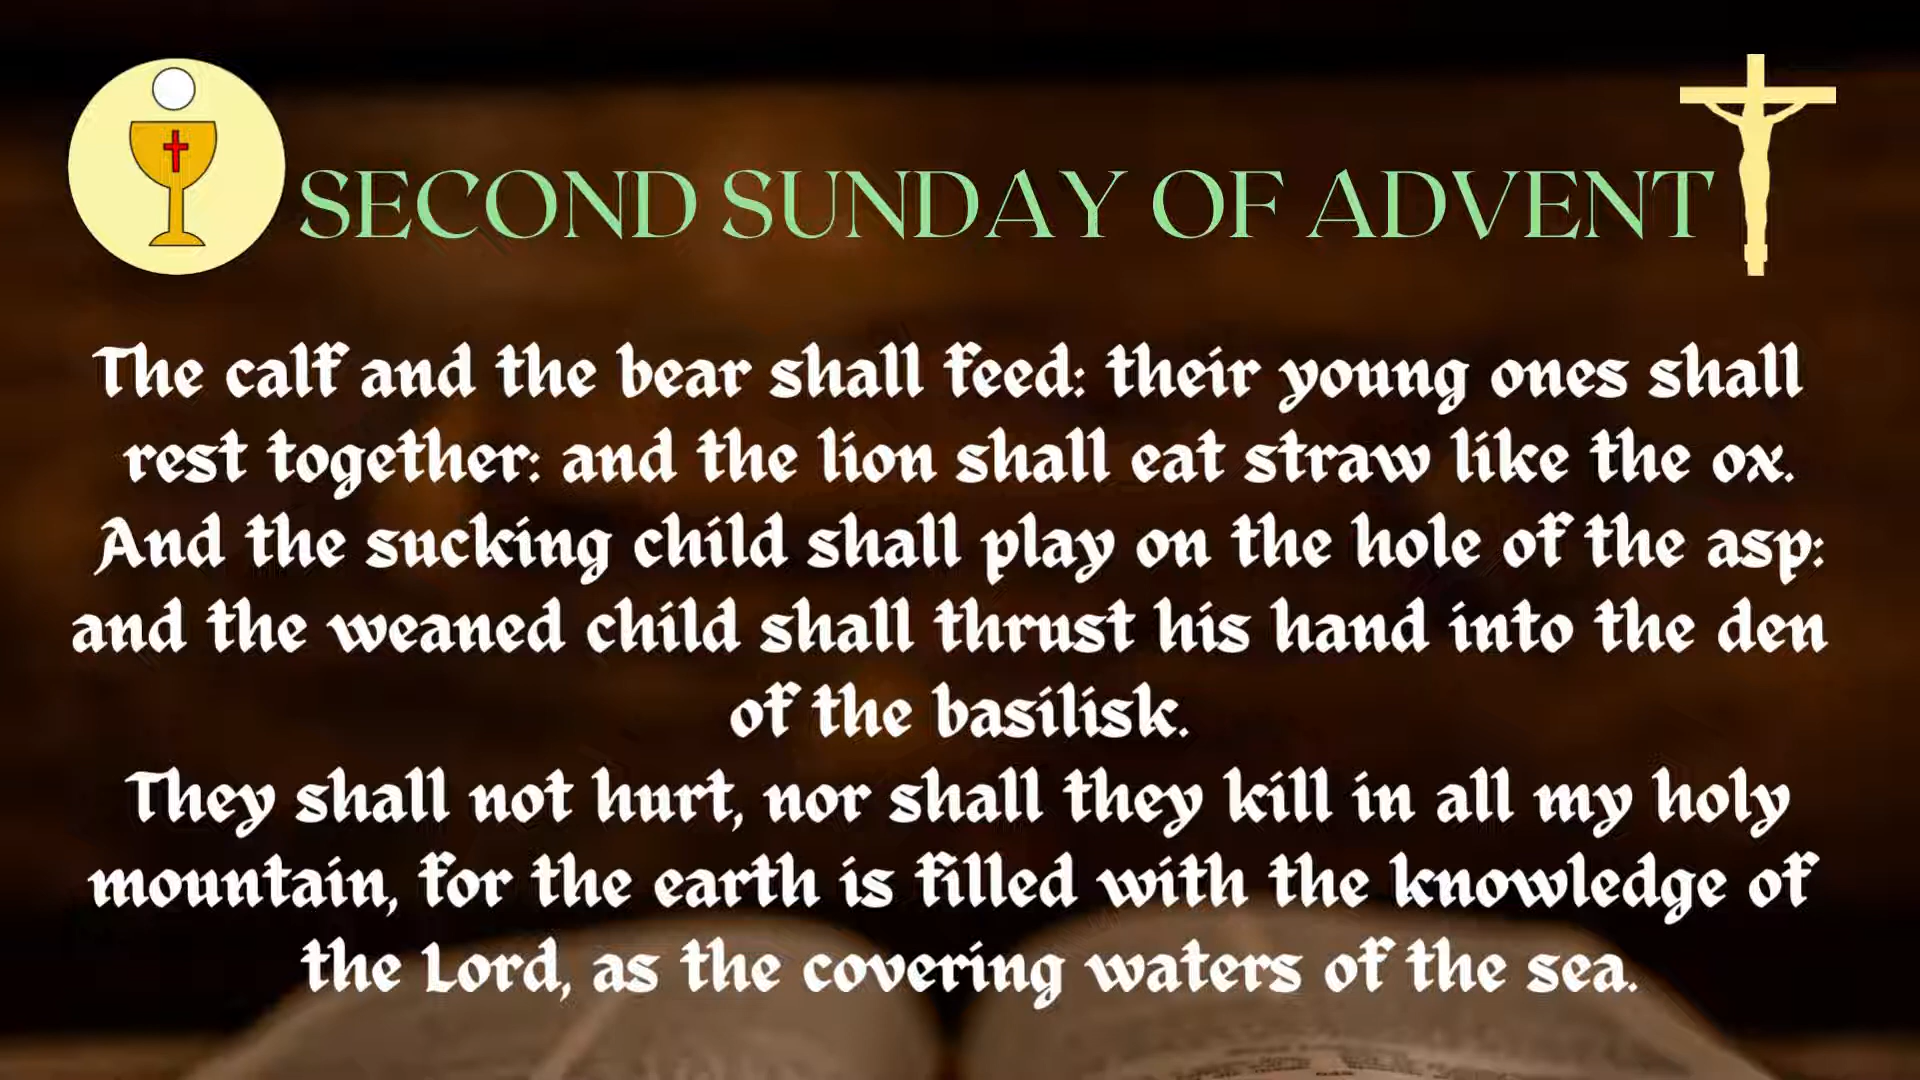 SECOND SUNDAY OF ADVENT
The calf and the bear shall feed: their young ones shall
rest together: and the lion shall eat straw like the ox.
And the sucking child shall play on the hole of the asp:
and the weaned child shall thrust his hand into the den
of the basilisk.
They shall not hurt, nor shall they kill in all my holy
mountain, for the earth is filled with the knowledge of
the Lord, as the covering waters of the sea.